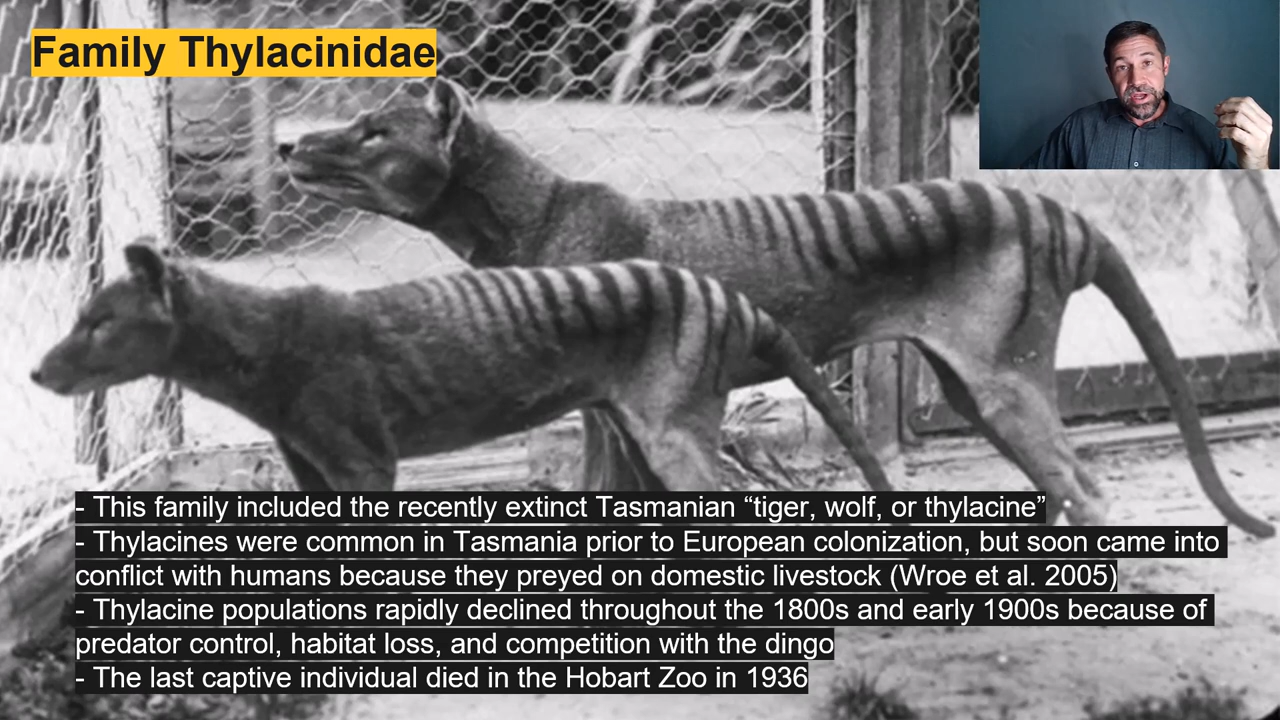 Family Thylacinidae
- This family included the recently extinct Tasmanian “tiger, wolf, or thylacine”
- Thylacines were common in Tasmania prior to European colonization, but soon came into
conflict with humans because they preyed on domestic livestock (Wroe et al. 2005)
- Thylacine populations rapidly declined throughout the 1800s and early 1900s because of
predator control, habitat loss, and competition with the dingo
- The last captive individual died in the Hobart Zoo in 1936